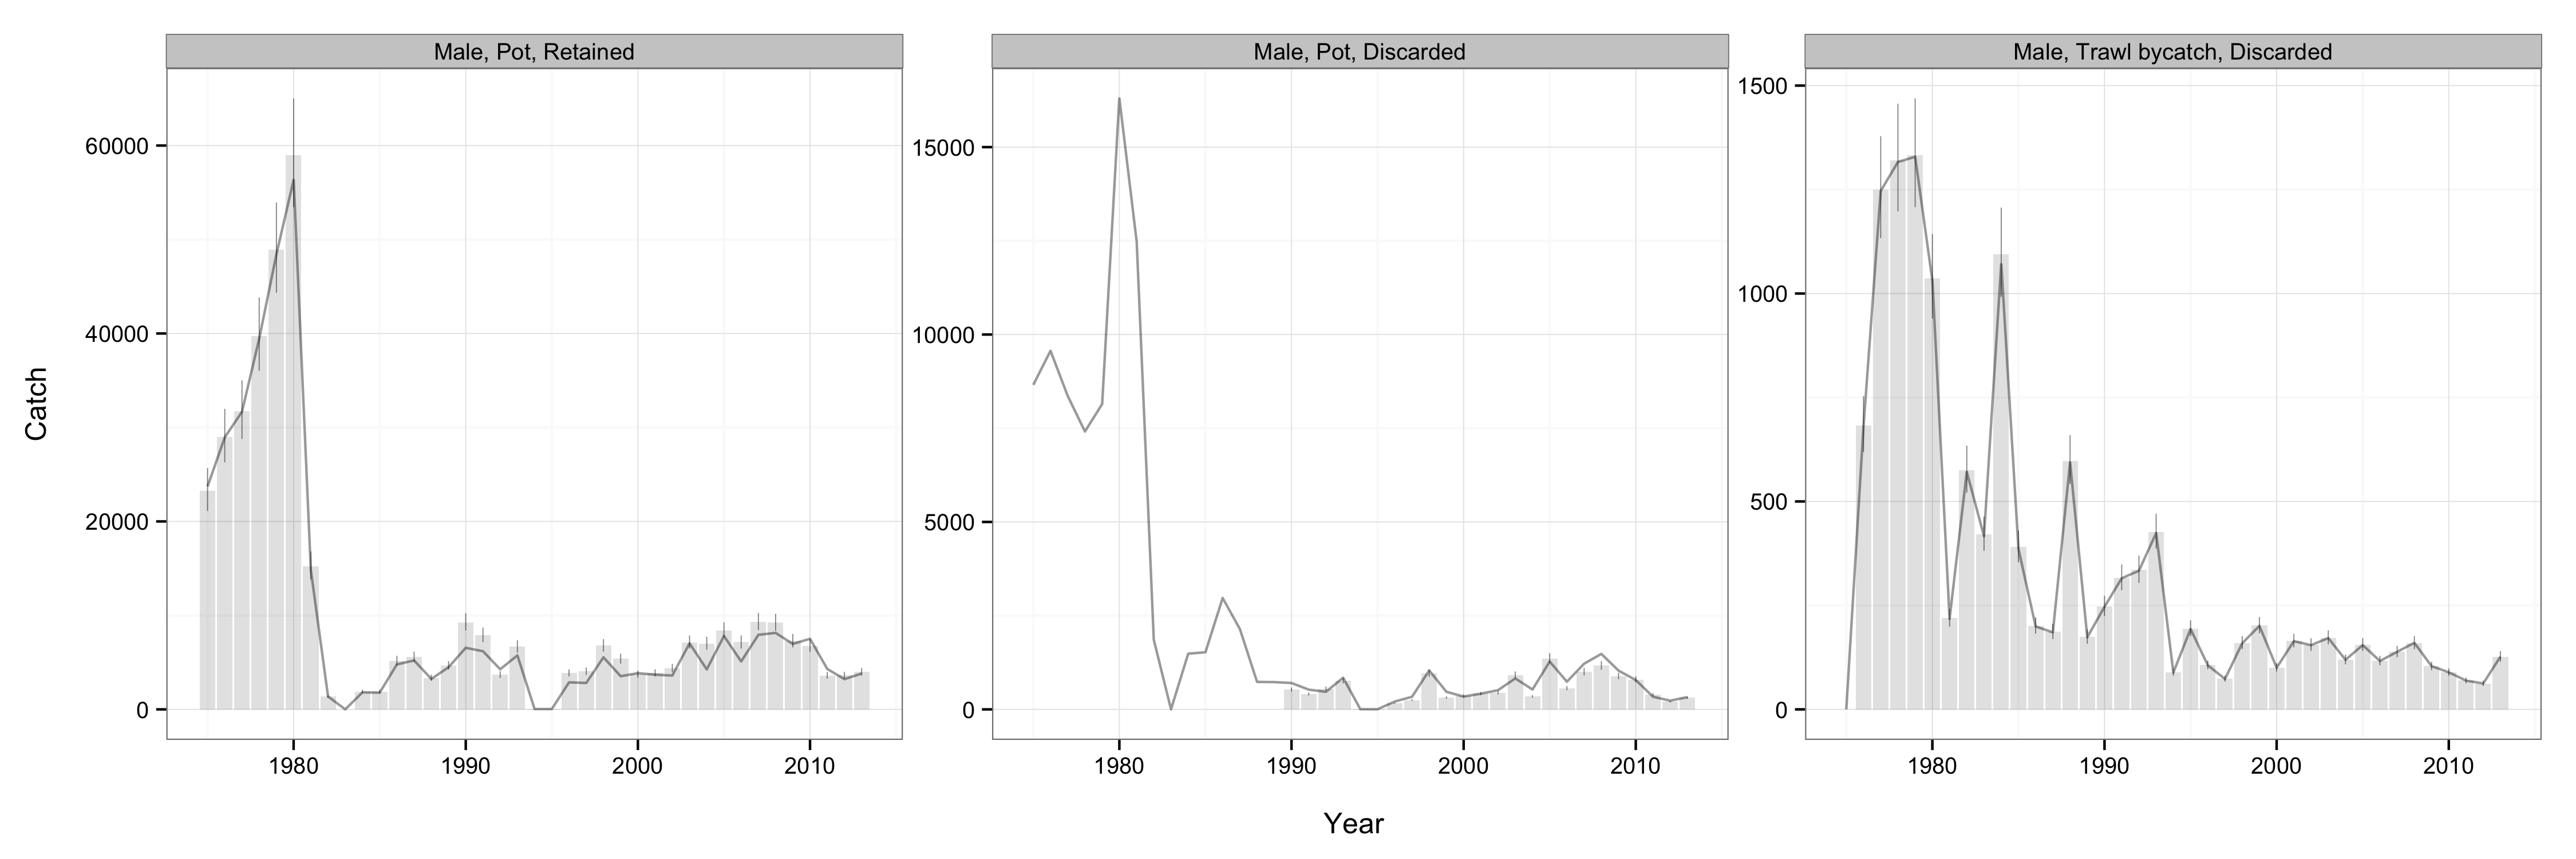 Male, Pot, Retained
Male, Pot, Discarded
Male, Trawl bycatch, Discarded
Catch
60000
40000
20000
0
15000
10000
5000
0
1500
1000
500
0
1980 1990 2000 2010
1980 1990 2000 2010
1980 1990 2000 2010
Year